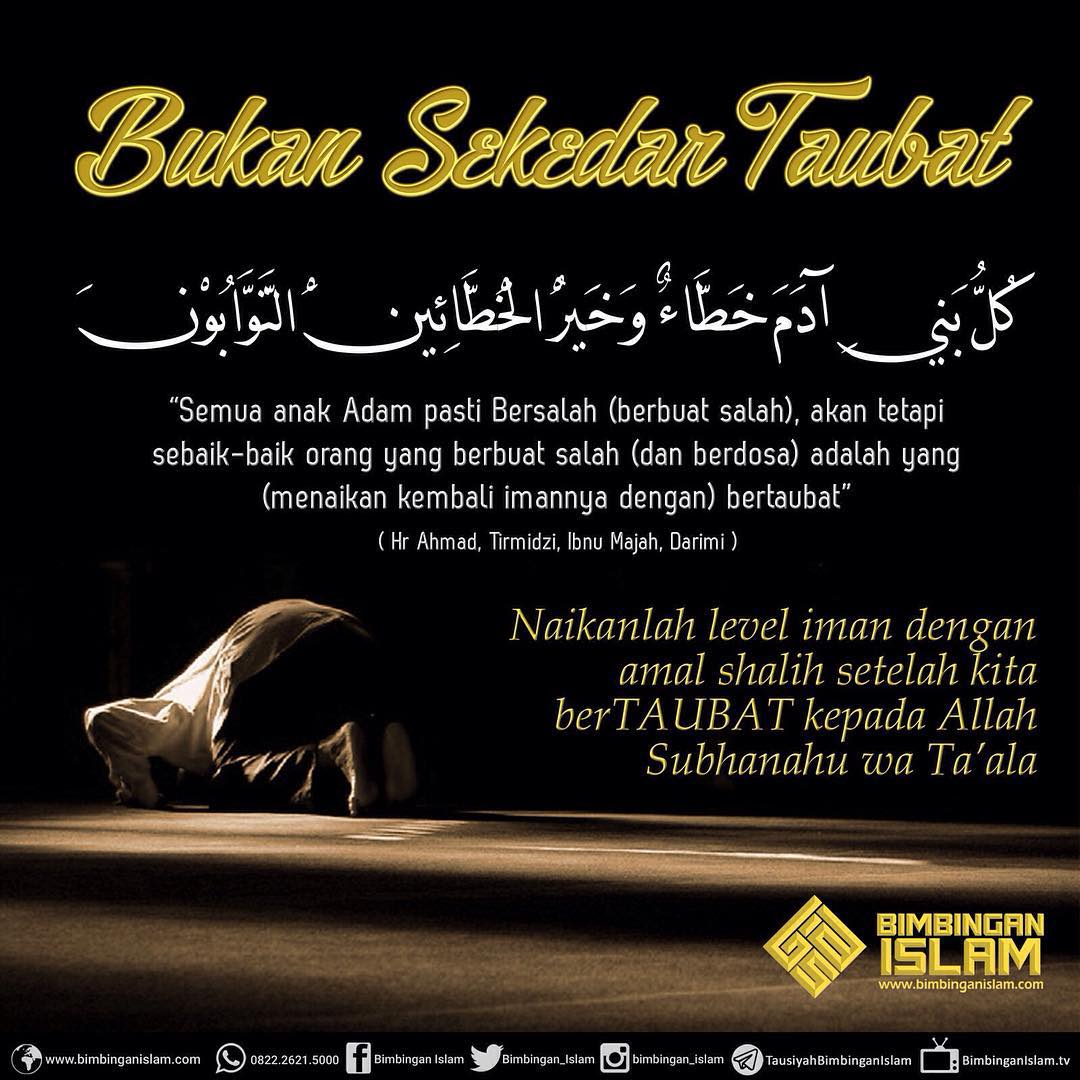 Bukan Sekedar Taubat
كُلُّ بَنِي آدَمَ خَطَّاءٌ وَخَيْرُ الْخَطَّائِينَ التَّوَّابُوْنَ
“Semua anak Adam pasti Bersalah (berbuat salah), akan tetapi
sebaik-baik orang yang berbuat salah (dan berdosa) adalah yang
(menaikan kembali imannya dengan) bertaubat”
( Hr Ahmad, Tirmidzi, Ibnu Majah, Darimi )
Naikanlah level iman dengan
amal shalih setelah kita
berTAUBAT kepada Allah
Subhanahu wa Ta’ala
BIMBINGAN
ISLAM
www.bimbinganislam.com
www.bimbinganislam.com 0822.2621.5000 Bimbingan Islam Bimbingan_Islam bimbingan_islam TausiyahBimbinganIslam BimbinganIslam.tv